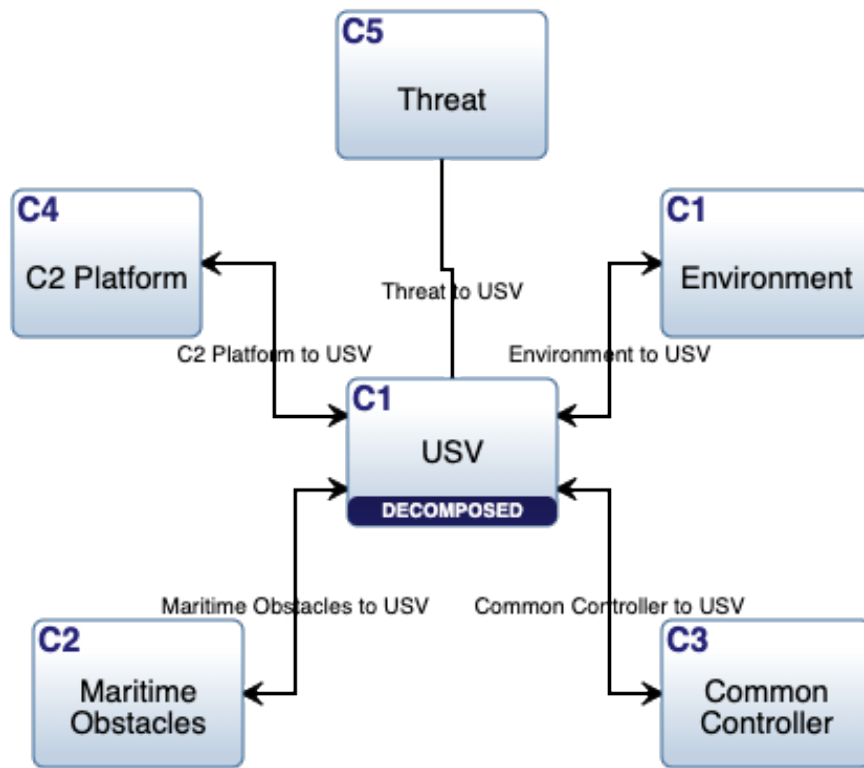 C5
Threat
C4
C2 Platform
C1
Environment
Threat to USV
C2 Platform to USV
Environment to USV
C1
USV
DECOMPOSED
Maritime Obstacles to USV
Common Controller to USV
C2
Maritime
Obstacles
C3
Common
Controller